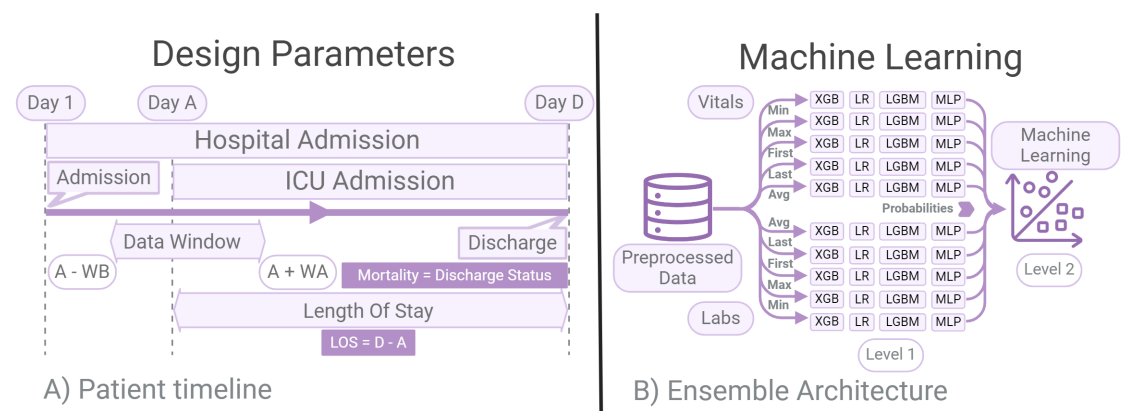 Design Parameters
Day 1
Day A
Day D
Hospital Admission
Admission
ICU Admission
Data Window
Discharge
A - WB
A + WA
Mortality = Discharge Status
Length Of Stay
LOS = D - A
A) Patient timeline
Machine Learning
Vitals
Min
Max
First
Last
Avg
XGB LR LGBM MLP
XGB LR LGBM MLP
XGB LR LGBM MLP
XGB LR LGBM MLP
XGB LR LGBM MLP
Probabilities
Preprocessed
Data
Avg
Last
First
Max
Min
XGB LR LGBM MLP
XGB LR LGBM MLP
XGB LR LGBM MLP
XGB LR LGBM MLP
XGB LR LGBM MLP
Labs
Level 1
Machine
Learning
Level 2
B) Ensemble Architecture